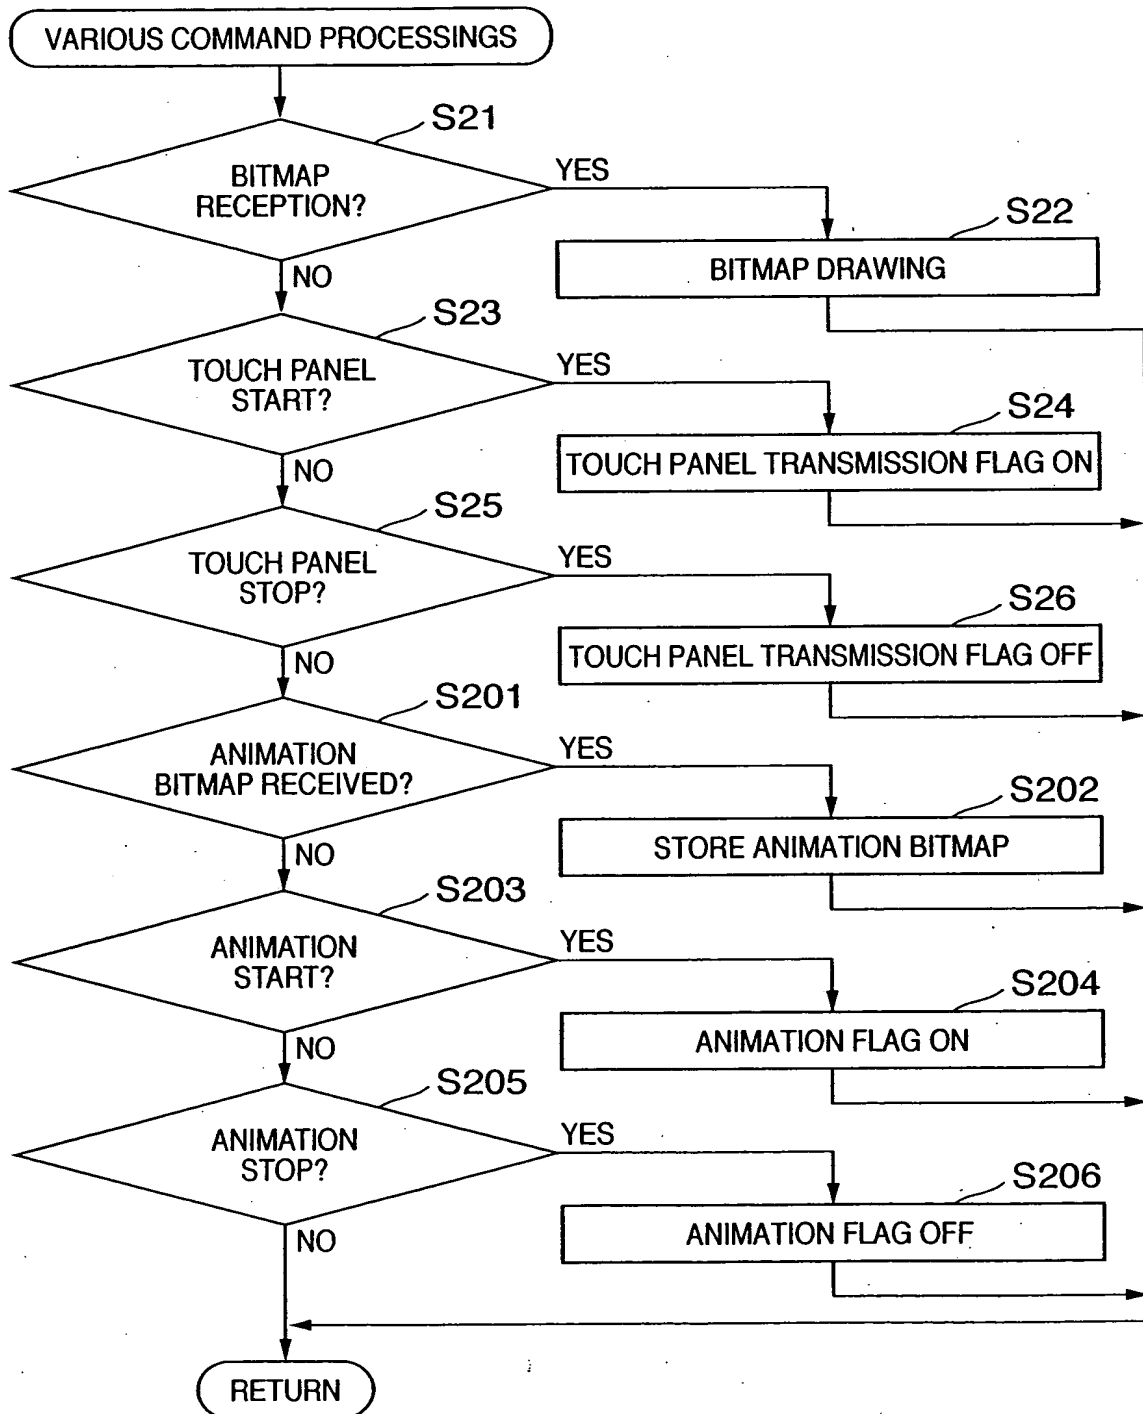 VARIOUS COMMAND PROCESSINGS
S21
BITMAP
RECEPTION?
YES
NO
S22
BITMAP DRAWING
S23
TOUCH PANEL
START?
YES
NO
S24
TOUCH PANEL TRANSMISSION FLAG ON
S25
TOUCH PANEL
STOP?
YES
NO
S26
TOUCH PANEL TRANSMISSION FLAG OFF
S201
ANIMATION
BITMAP RECEIVED?
YES
NO
S202
STORE ANIMATION BITMAP
S203
ANIMATION
START?
YES
NO
S204
ANIMATION FLAG ON
S205
ANIMATION
STOP?
YES
NO
S206
ANIMATION FLAG OFF
RETURN